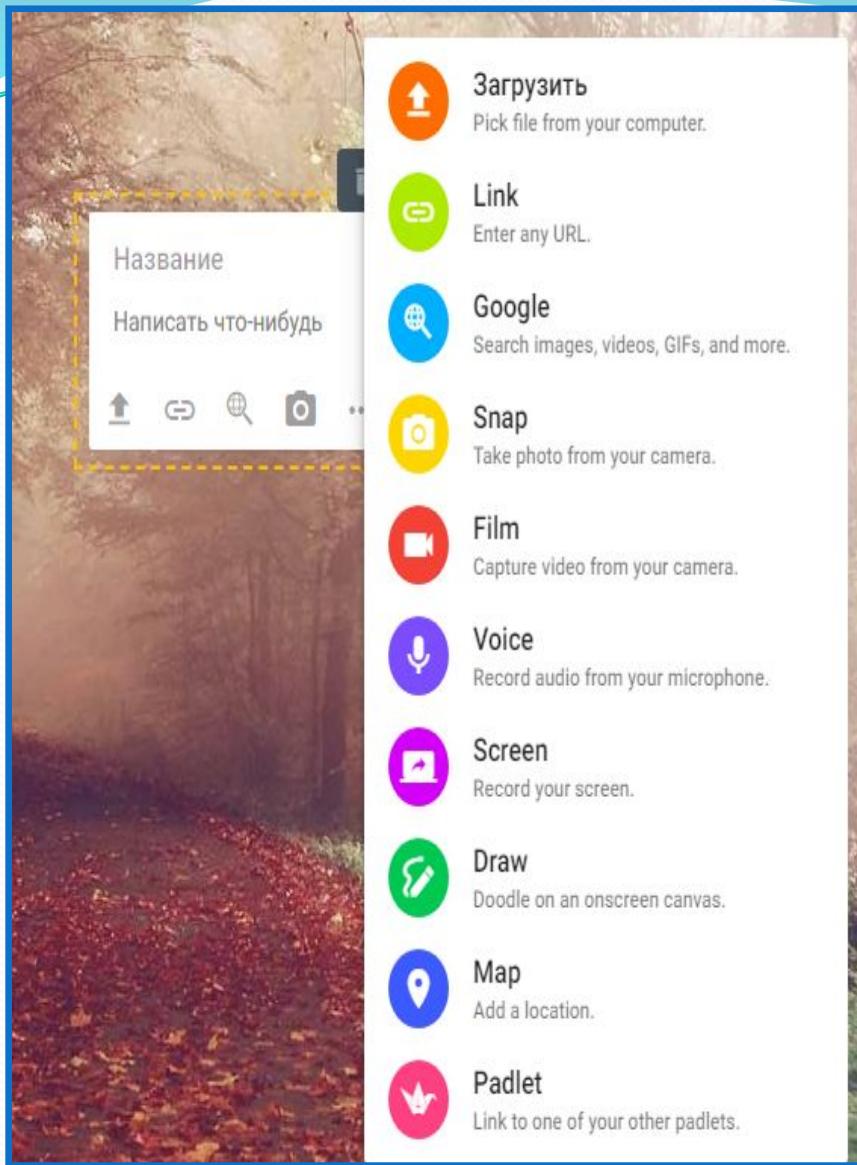 Название
Написать что-нибудь
Загрузить
Pick file from your computer.
Link
Enter any URL.
Google
Search images, videos, GIFs, and more.
Snap
Take photo from your camera.
Film
Capture video from your camera.
Voice
Record audio from your microphone.
Screen
Record your screen.
Draw
Doodle on an onscreen canvas.
Map
Add a location.
Padlet
Link to one of your other padlets.